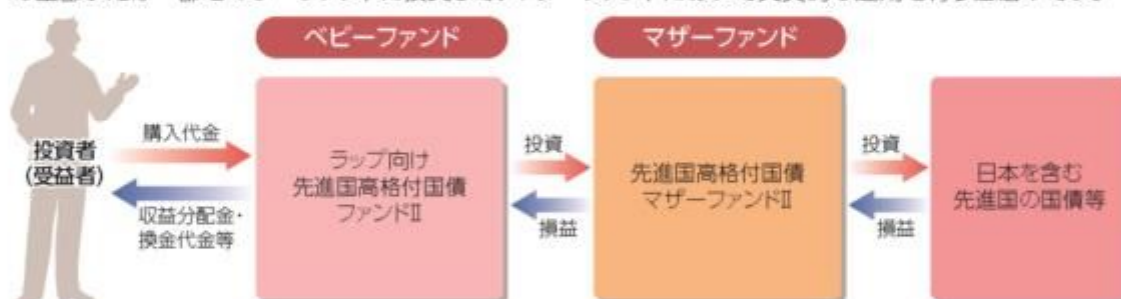 ベビーファンド
マザーファンド
投資者
(受益者)
購入代金
収益分配金・
換金代金等
ラップ向け
先進国高格付国債
ファンドⅡ
投資
損益
先進国高格付国債
マザーファンドⅡ
投資
損益
日本を含む
先進国の国債等